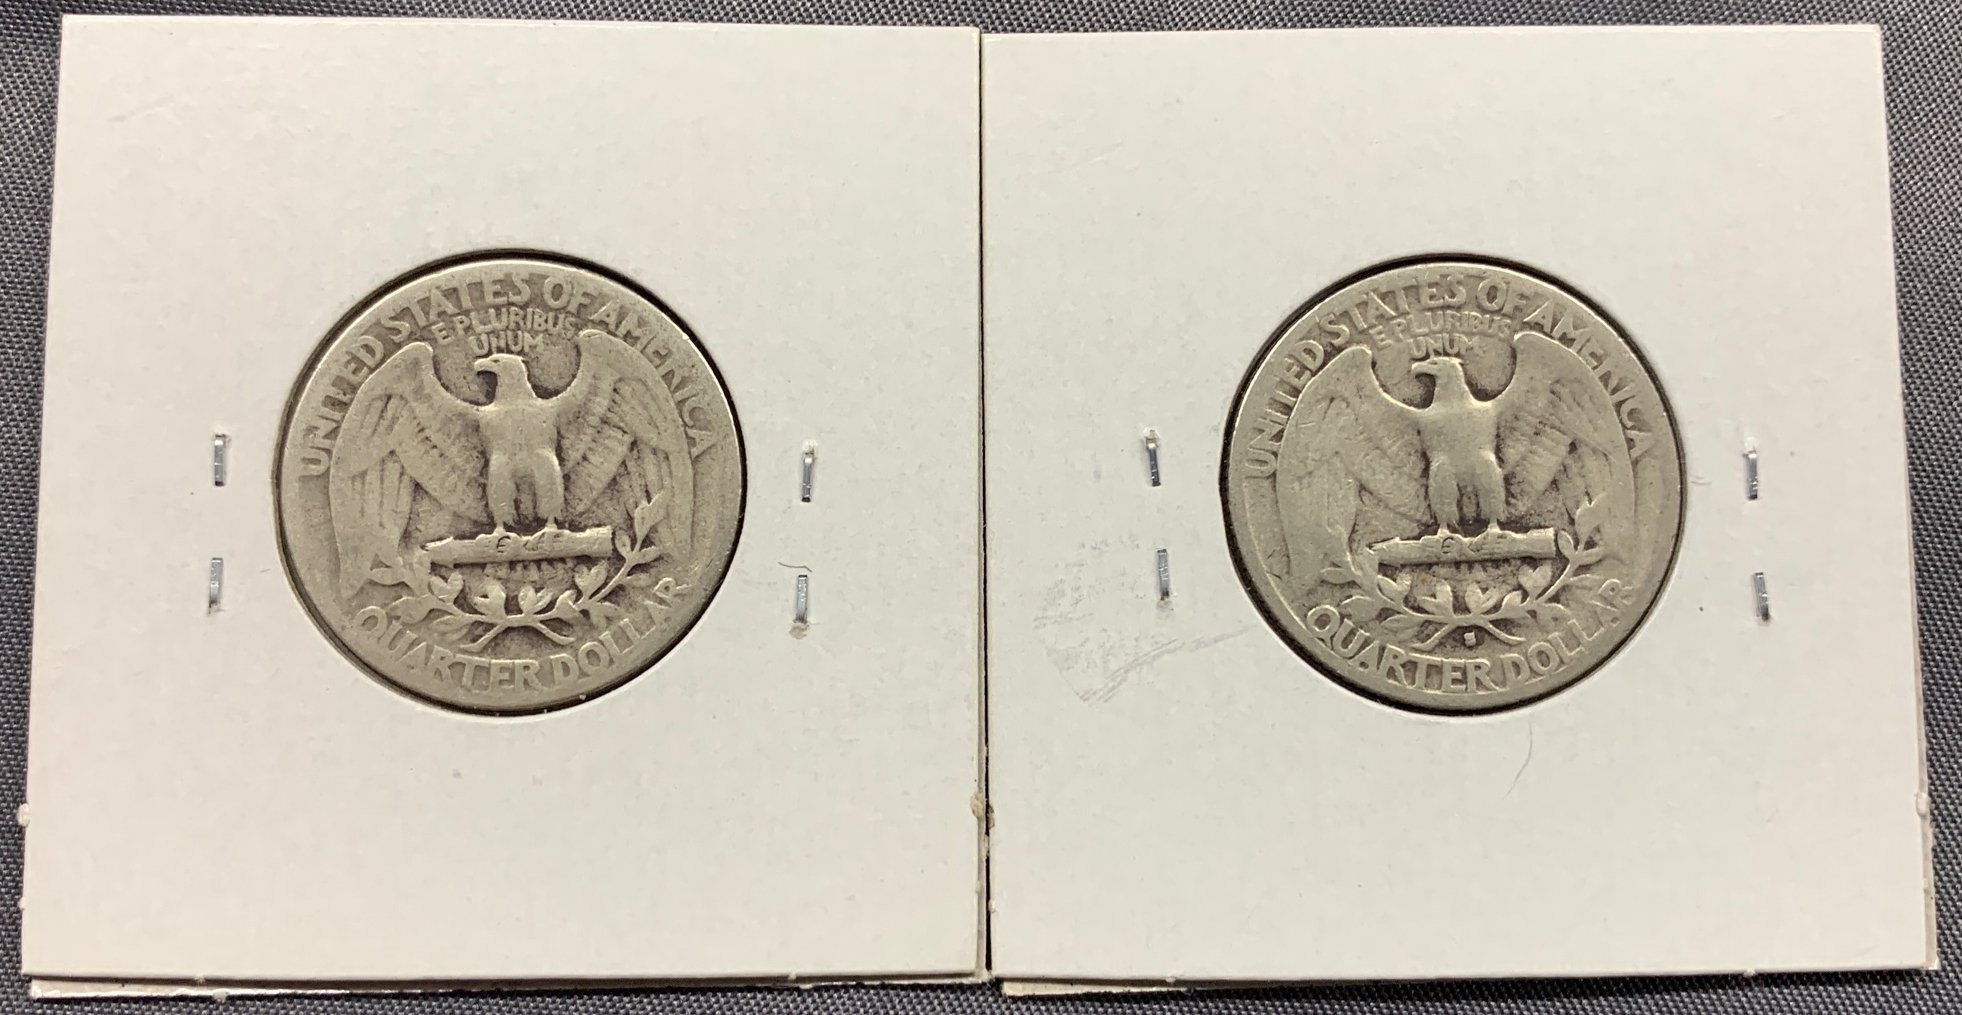 UNITED STATES OF AMERICA
E PLURIBUS
UNUM
QUARTER DOLLAR
UNITED STATES OF AMERICA
E PLURIBUS
UNUM
S
QUARTER DOLLAR